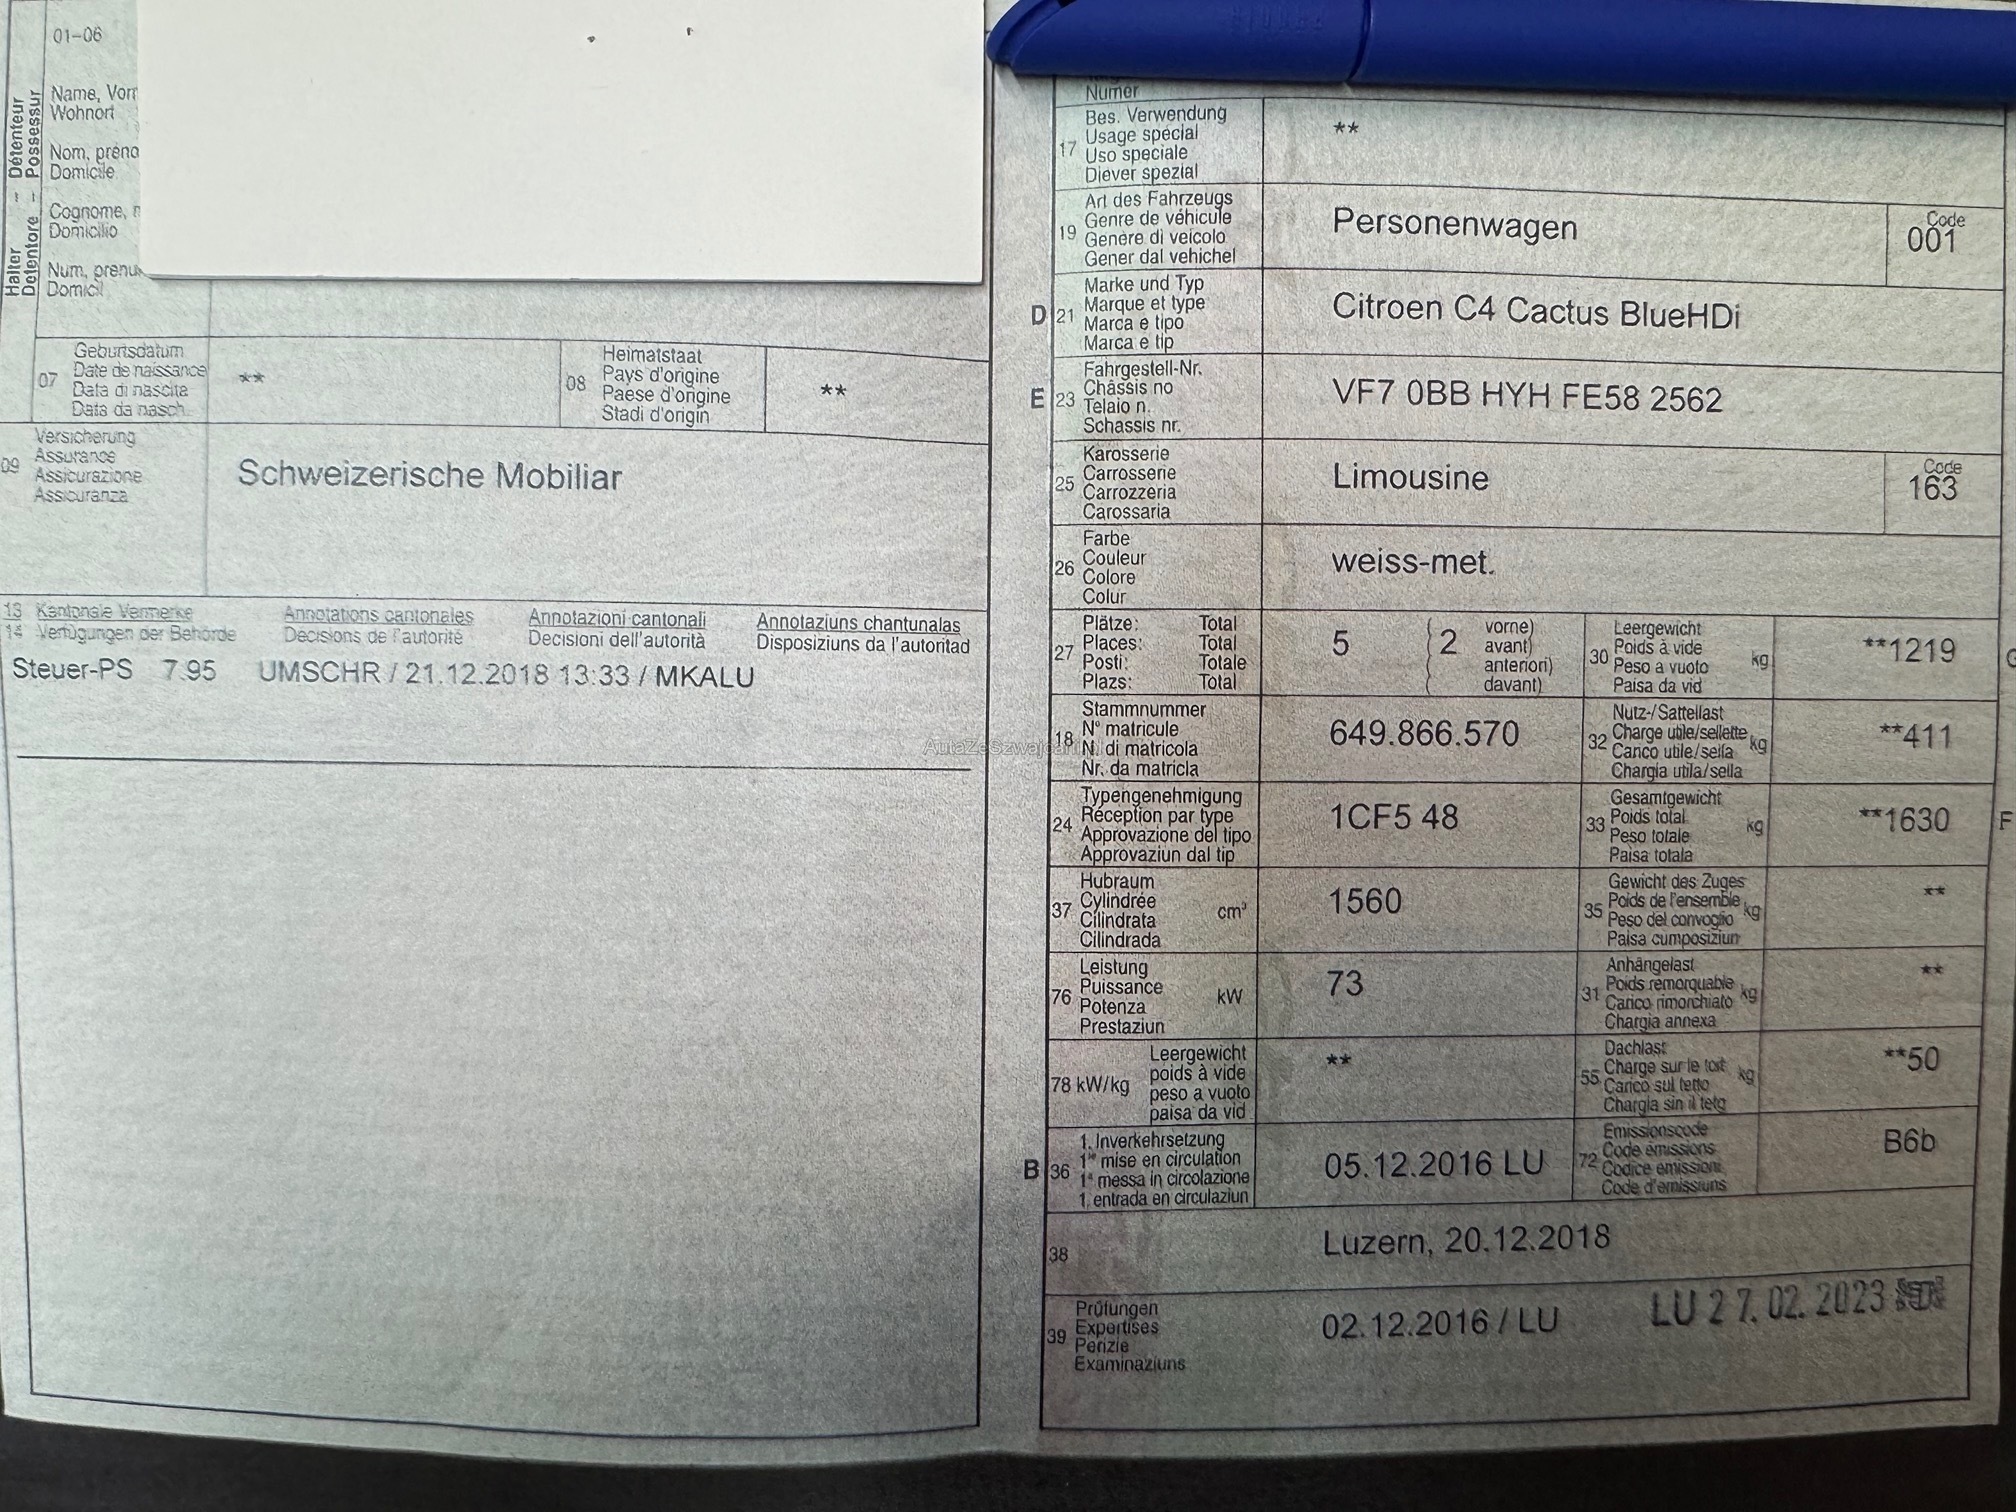 01-06
Halter - Détenteur
Detentore - Possessur
Name, Vorn
Wohnort
Nom, préno
Domicile
Cognome, n
Domicilio
Num, prenu
Domicil
07
Geburtsdatum
Date de naissance
Data di nascita
Data da nasch.
**
08
Heimatstaat
Pays d'origine
Paese d'origine
Stadi d'origin
**
09
Versicherung
Assurance
Assicurazione
Assicuranza
Schweizerische Mobiliar
13 Kantonale Vermerke Annotations cantonales Annotazioni cantonali Annotaziuns chantunalas
14 Verfügungen der Behörde Décisions de l'autorité Decisioni dell'autorità Disposiziuns da l'autoritad
Steuer-PS 7.95 UMSCHR / 21.12.2018 13:33 / MKALU
Numer
17
Bes. Verwendung
Usage spécial
Uso speciale
Diever spezial
**
19
Art des Fahrzeugs
Genre de véhicule
Genere di veicolo
Gener dal vehichel
Personenwagen
Code
001
D 21
Marke und Typ
Marque et type
Marca e tipo
Marca e tip
Citroen C4 Cactus BlueHDi
E 23
Fahrgestell-Nr.
Châssis no
Telaio n.
Schassis nr.
VF7 0BB HYH FE58 2562
25
Karosserie
Carrosserie
Carrozzeria
Carossaria
Limousine
Code
163
26
Farbe
Couleur
Colore
Colur
weiss-met.
27
Plätze: Total
Places: Total
Posti: Totale
Plazs: Total
5
2
vorne)
avant)
anteriori)
davant)
30
Leergewicht
Poids à vide
Peso a vuoto
Paisa da vid
kg
**1219
G
18
Stammnummer
N° matricule
N. di matricola
Nr. da matricla
649.866.570
32
Nutz-/Sattellast
Charge utile/sellette
Carico utile/sella
Chargia utila/sella
kg
**411
24
Typengenehmigung
Réception par type
Approvazione del tipo
Approvaziun dal tip
1CF5 48
33
Gesamtgewicht
Poids total
Peso totale
Paisa totala
kg
**1630
F
37
Hubraum
Cylindrée
Cilindrata
Cilindrada
cm³
1560
35
Gewicht des Zuges
Poids de l'ensemble
Peso del convoglio
Paisa cumposiziun
kg
**
76
Leistung
Puissance
Potenza
Prestaziun
kW
73
31
Anhängelast
Poids remorquable
Carico rimorchiato
Chargia annexa
kg
**
78 kW/kg
Leergewicht
poids à vide
peso a vuoto
paisa da vid
**
55
Dachlast
Charge sur le toit
Carico sul tetto
Chargia sin il tetg
kg
**50
B 36
1. Inverkehrsetzung
1re mise en circulation
1a messa in circolazione
1. entrada en circulaziun
05.12.2016 LU
72
Emissionscode
Code émissions
Codice emissioni
Code d'emissiuns
B6b
38
Luzern, 20.12.2018
39
Prüfungen
Expertises
Perizie
Examinaziuns
02.12.2016 / LU
LU 27.02.2023